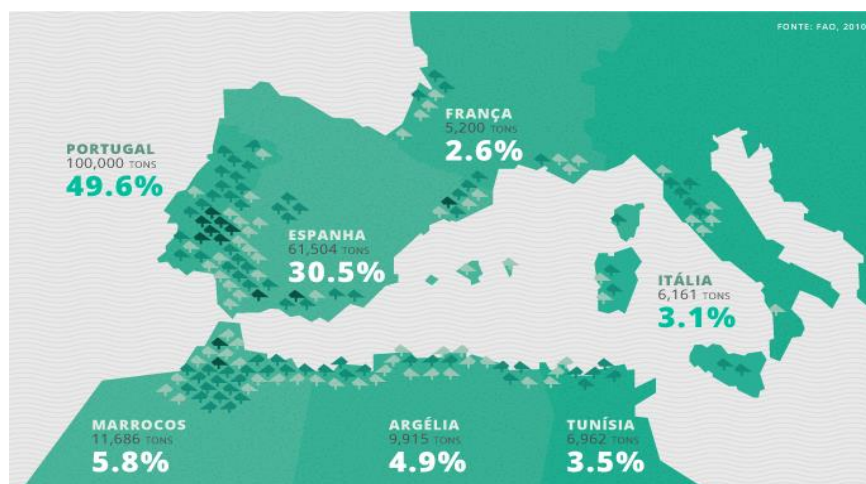 FONTE: FAO, 2010
FRANÇA
5,200 TONS
2.6%
PORTUGAL
100,000 TONS
49.6%
ESPANHA
61,504 TONS
30.5%
ITÁLIA
6,161 TONS
3.1%
MARROCOS
11,686 TONS
5.8%
ARGÉLIA
9,915 TONS
4.9%
TUNÍSIA
6,962 TONS
3.5%